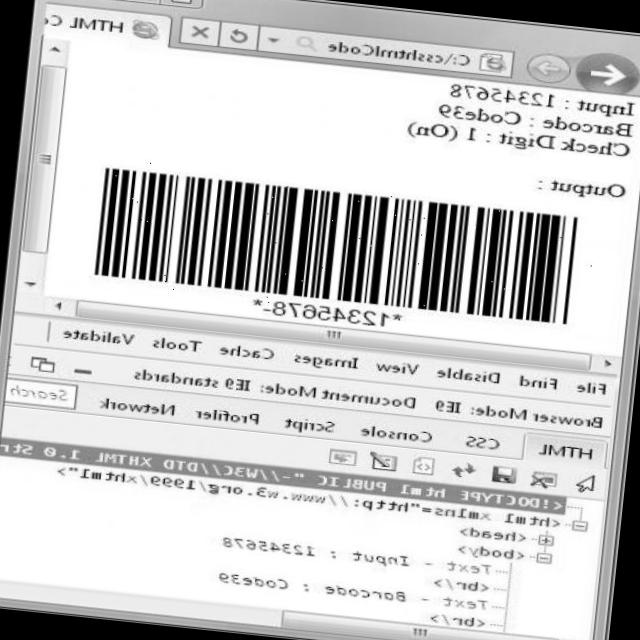 C:\csshtmlCode
HTML
Input : 12345678
Barcode : Code39
Check Digit : 1 (On)
Output :
*12345678-*
File Find Disable View Images Cache Tools Validate
Browser Mode: IE9 Document Mode: IE9 standards
HTML CSS Console Script Profiler Network Search
<!DOCTYPE html PUBLIC "-//W3C//DTD XHTML 1.0 Str
<html xmlns="http://www.w3.org/1999/xhtml">
<head>
<body>
Text - Input : 12345678
<br/>
Text - Barcode : Code39
<br/>